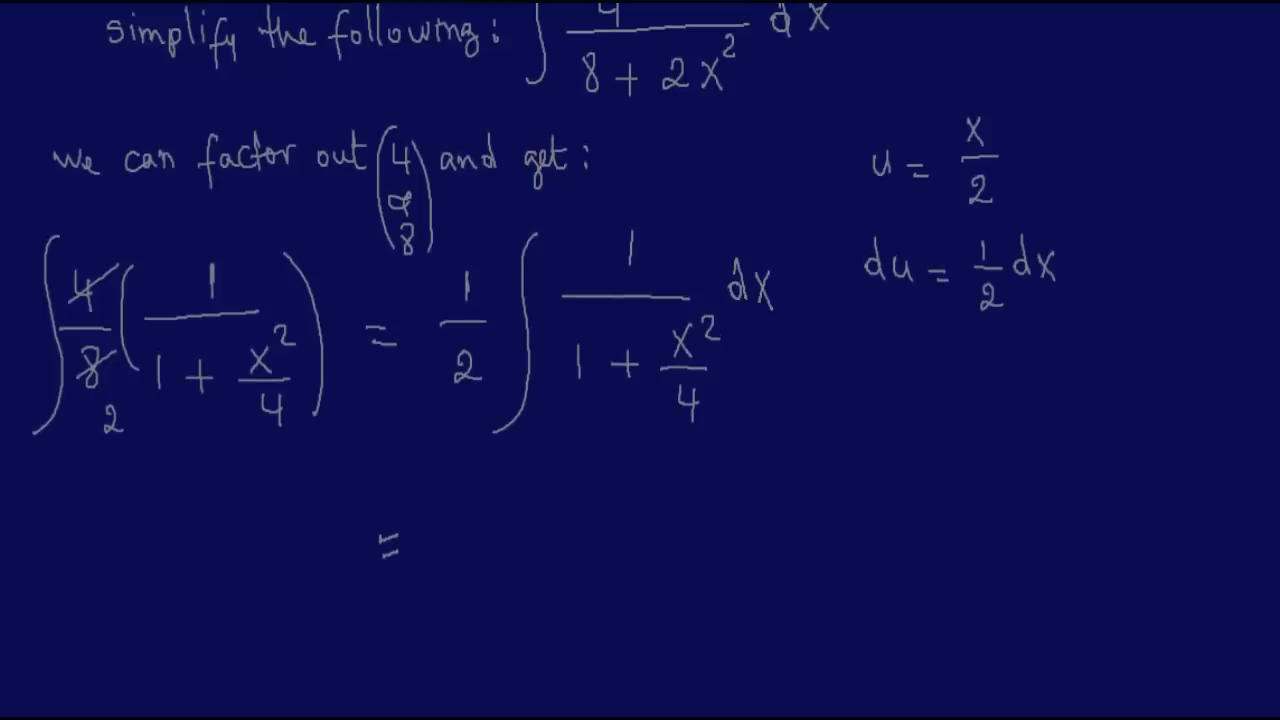 simplify the following: ∫ 4/(8 + 2x²) dx
we can factor out (4 & 8) and get:
u = x/2
du = 1/2 dx
∫ 4/8 2 (1/(1 + x²/4)) = 1/2 ∫ 1/(1 + x²/4) dx
=